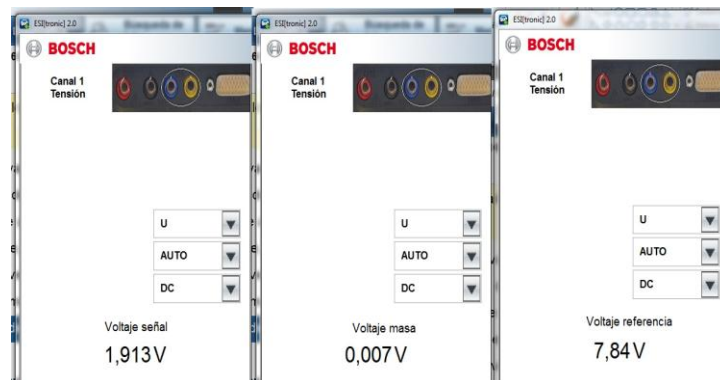 ESI[tronic] 2.0
BOSCH
Canal 1
Tensión
U
AUTO
DC
Voltaje señal
1,913 V
ESI[tronic] 2.0
BOSCH
Canal 1
Tensión
U
AUTO
DC
Voltaje masa
0,007 V
ESI[tronic] 2.0
BOSCH
Canal 1
Tensión
U
AUTO
DC
Voltaje referencia
7,84 V